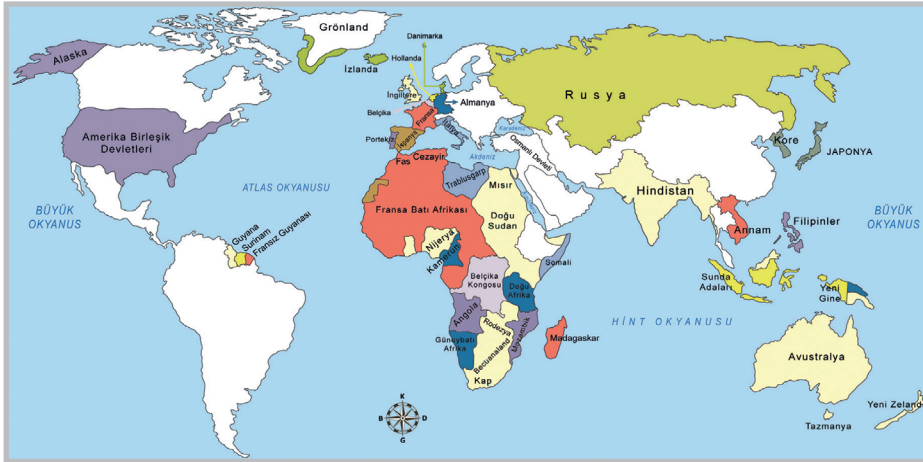 Grönland
Danimarka
Alaska
İzlanda
Hollanda
İngiltere
Almanya
Rusya
Belçika
Fransa
Amerika Birleşik
Devletleri
Portekiz
İspanya
İtalya
Karadeniz
Osmanlı Devleti
Kore
JAPONYA
Fas
Cezayir
Akdeniz
ATLAS OKYANUSU
Trablusgarp
Mısır
Hindistan
BÜYÜK
OKYANUS
Fransa Batı Afrikası
Doğu
Sudan
Filipinler
BÜYÜK
OKYANUS
Annam
Guyana
Surinam
Fransız Guyanası
Nijerya
Kamerun
Somali
Belçika
Kongosu
Doğu
Afrika
Sunda
Adaları
Yeni
Gine
Angola
Rodezya
Mozambik
HİNT OKYANUSU
Madagaskar
Güneybatı
Afrika
Becuanaland
Avustralya
Kap
K
B
D
G
Yeni Zeland
Tazmanya